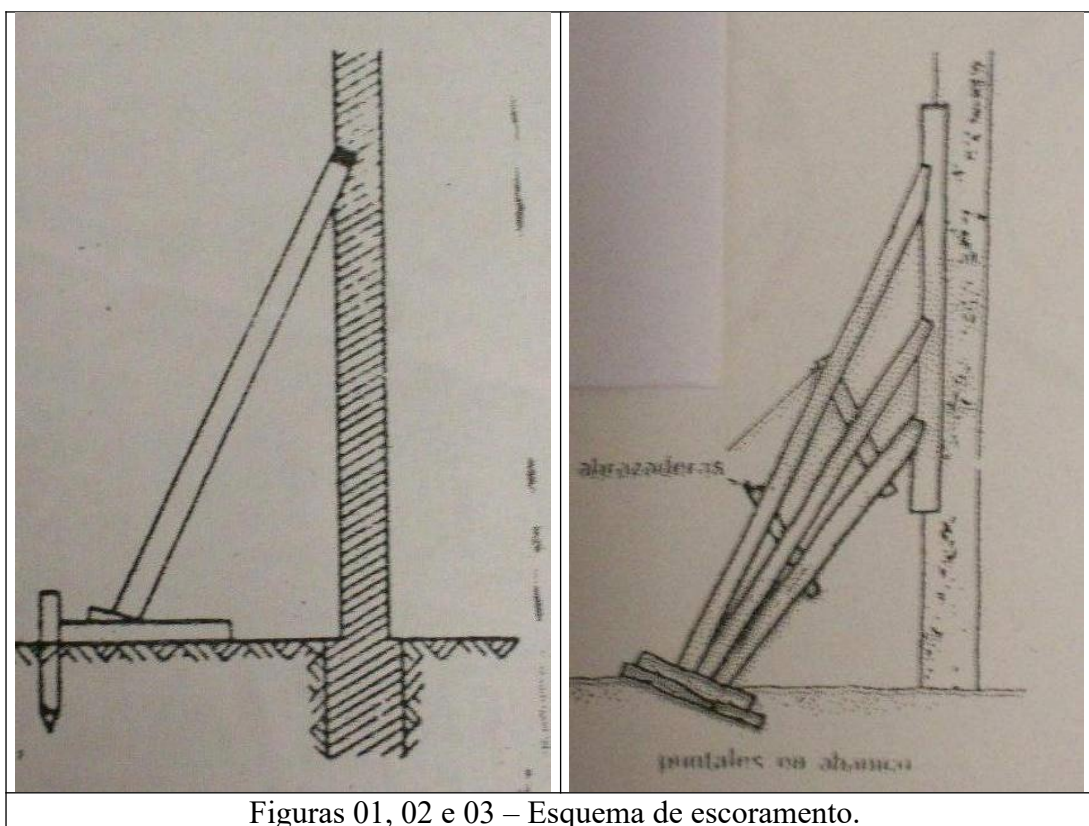 abrazaderas
puntales en abanico
Figuras 01, 02 e 03 – Esquema de escoramento.